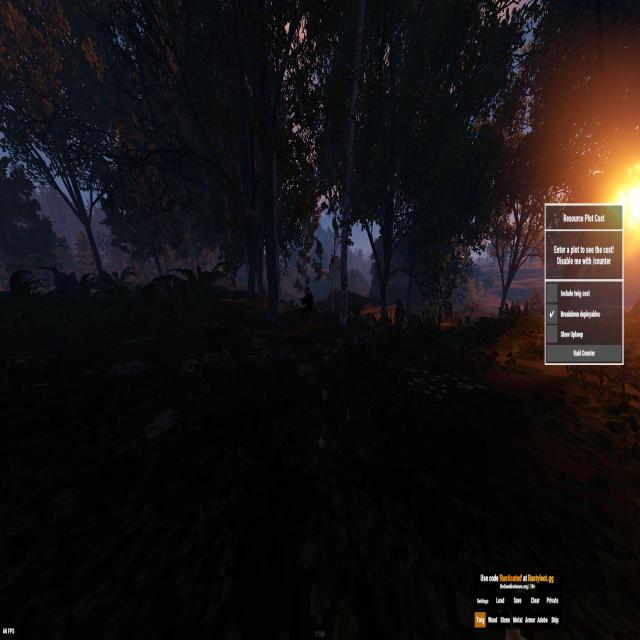 Resource Plot Cost
Enter a plot to see the cost!
Disable me with /counter
Include twig cost
✓ Breakdown deployables
Show Upkeep
Raid Counter
Use code 'Rusticated' at Rustyloot.gg
Settings Load Save Clear Private
Twig Wood Stone Metal Armor Adobe Skip
60 FPS